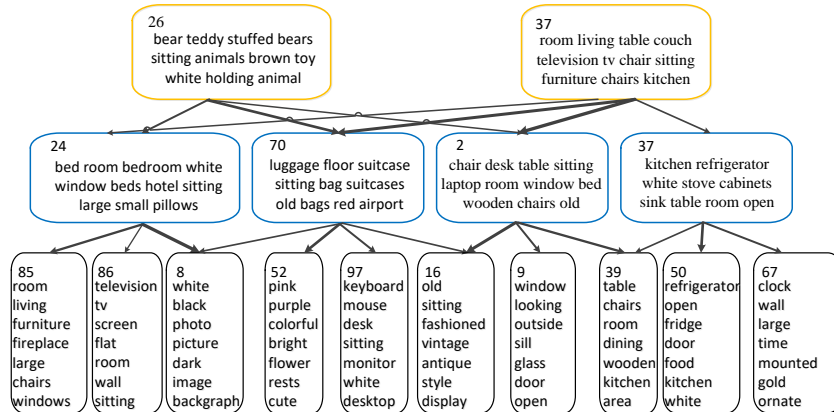 26
bear teddy stuffed bears
sitting animals brown toy
white holding animal
37
room living table couch
television tv chair sitting
furniture chairs kitchen
24
bed room bedroom white
window beds hotel sitting
large small pillows
70
luggage floor suitcase
sitting bag suitcases
old bags red airport
2
chair desk table sitting
laptop room window bed
wooden chairs old
37
kitchen refrigerator
white stove cabinets
sink table room open
85
room
living
furniture
fireplace
large
chairs
windows
86
television
tv
screen
flat
room
wall
sitting
8
white
black
photo
picture
dark
image
backgraph
52
pink
purple
colorful
bright
flower
rests
cute
97
keyboard
mouse
desk
sitting
monitor
white
desktop
16
old
sitting
fashioned
vintage
antique
style
display
9
window
looking
outside
sill
glass
door
open
39
table
chairs
room
dining
wooden
kitchen
area
50
refrigerator
open
fridge
door
food
kitchen
white
67
clock
wall
large
time
mounted
gold
ornate